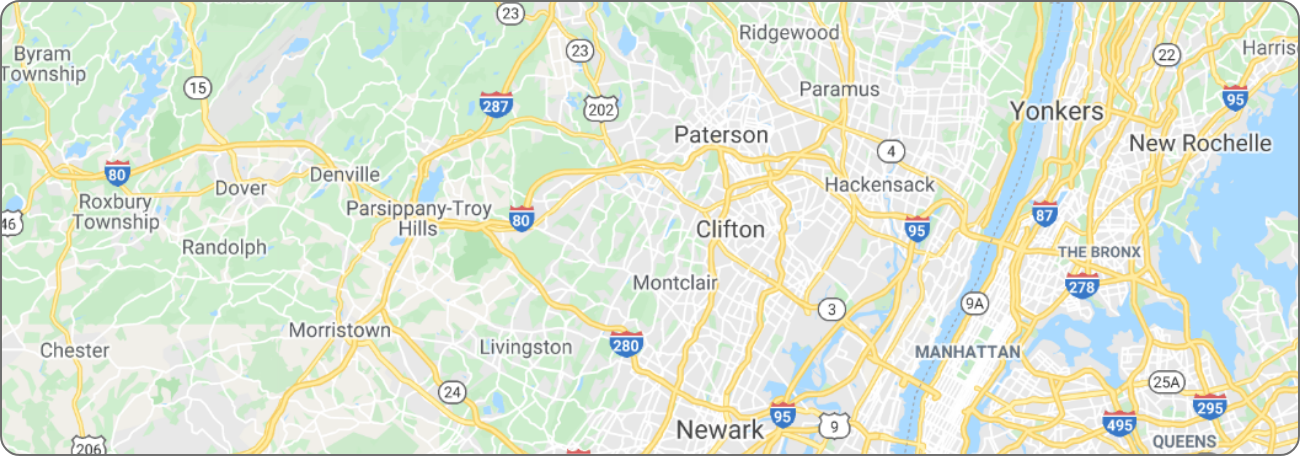 23
Ridgewood
Byram
Township
23
22
Harris
15
Paramus
287
95
202
Yonkers
Paterson
New Rochelle
4
80
Denville
Dover
Hackensack
Roxbury
Township
Parsippany-Troy
Hills
80
46
87
Clifton
95
Randolph
THE BRONX
Montclair
278
9A
3
Morristown
280
Livingston
Chester
MANHATTAN
24
25A
295
95
495
9
Newark
QUEENS
206